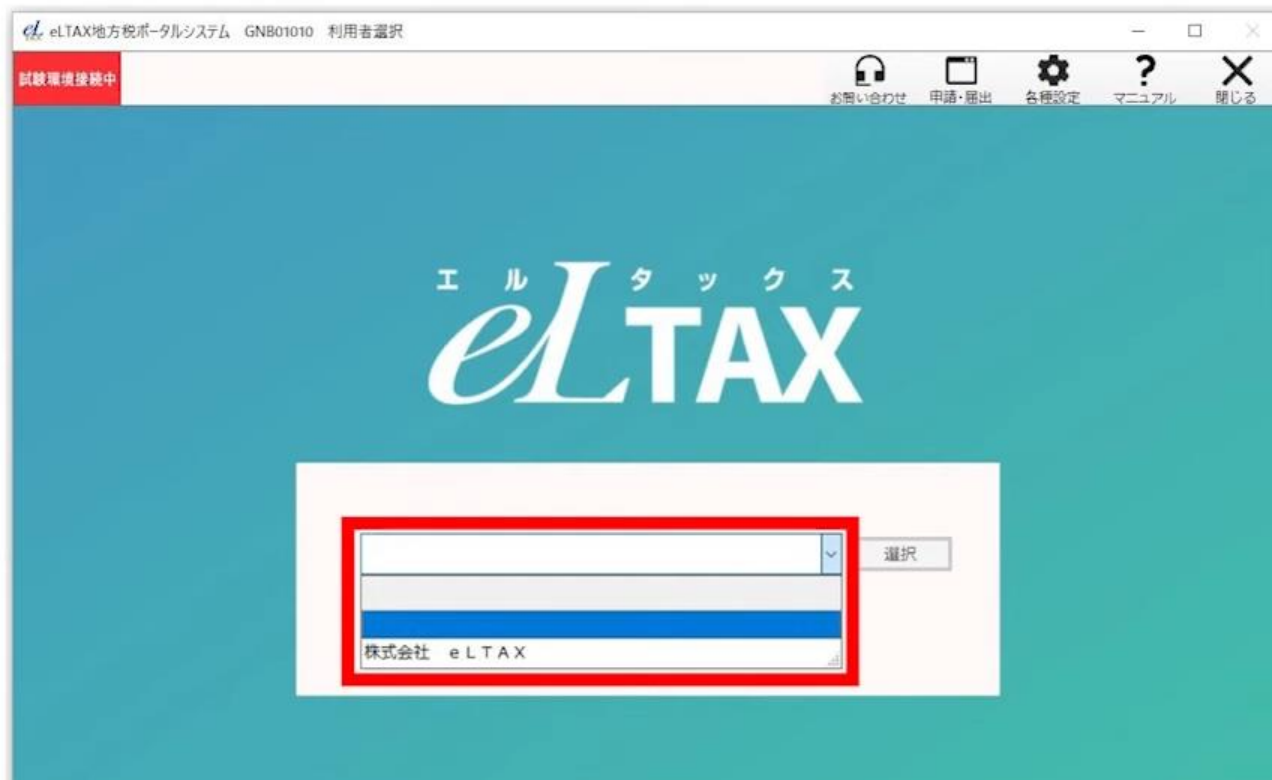 eLTAX地方税ポータルシステム GNB01010 利用者選択
試験環境接続中
お問い合わせ 申請・届出 各種設定 マニュアル 閉じる
エルタックス
eLTAX
選択
株式会社 eLTAX